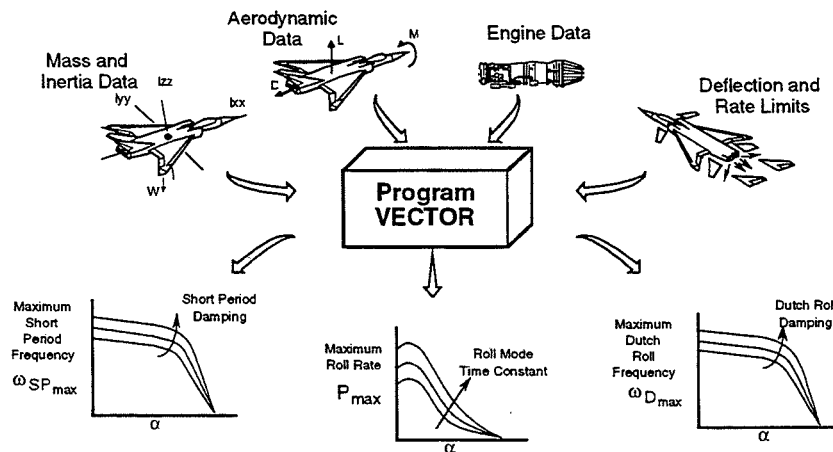 Aerodynamic
Data
L
M
D
Engine Data
Mass and
Inertia Data
Izz
Iyy
Ixx
W
Deflection and
Rate Limits
Program
VECTOR
Maximum
Short
Period
Frequency
ωSPmax
Short Period
Damping
α
Maximum
Roll Rate
Pmax
Roll Mode
Time Constant
α
Maximum
Dutch
Roll
Frequency
ωDmax
Dutch Roll
Damping
α